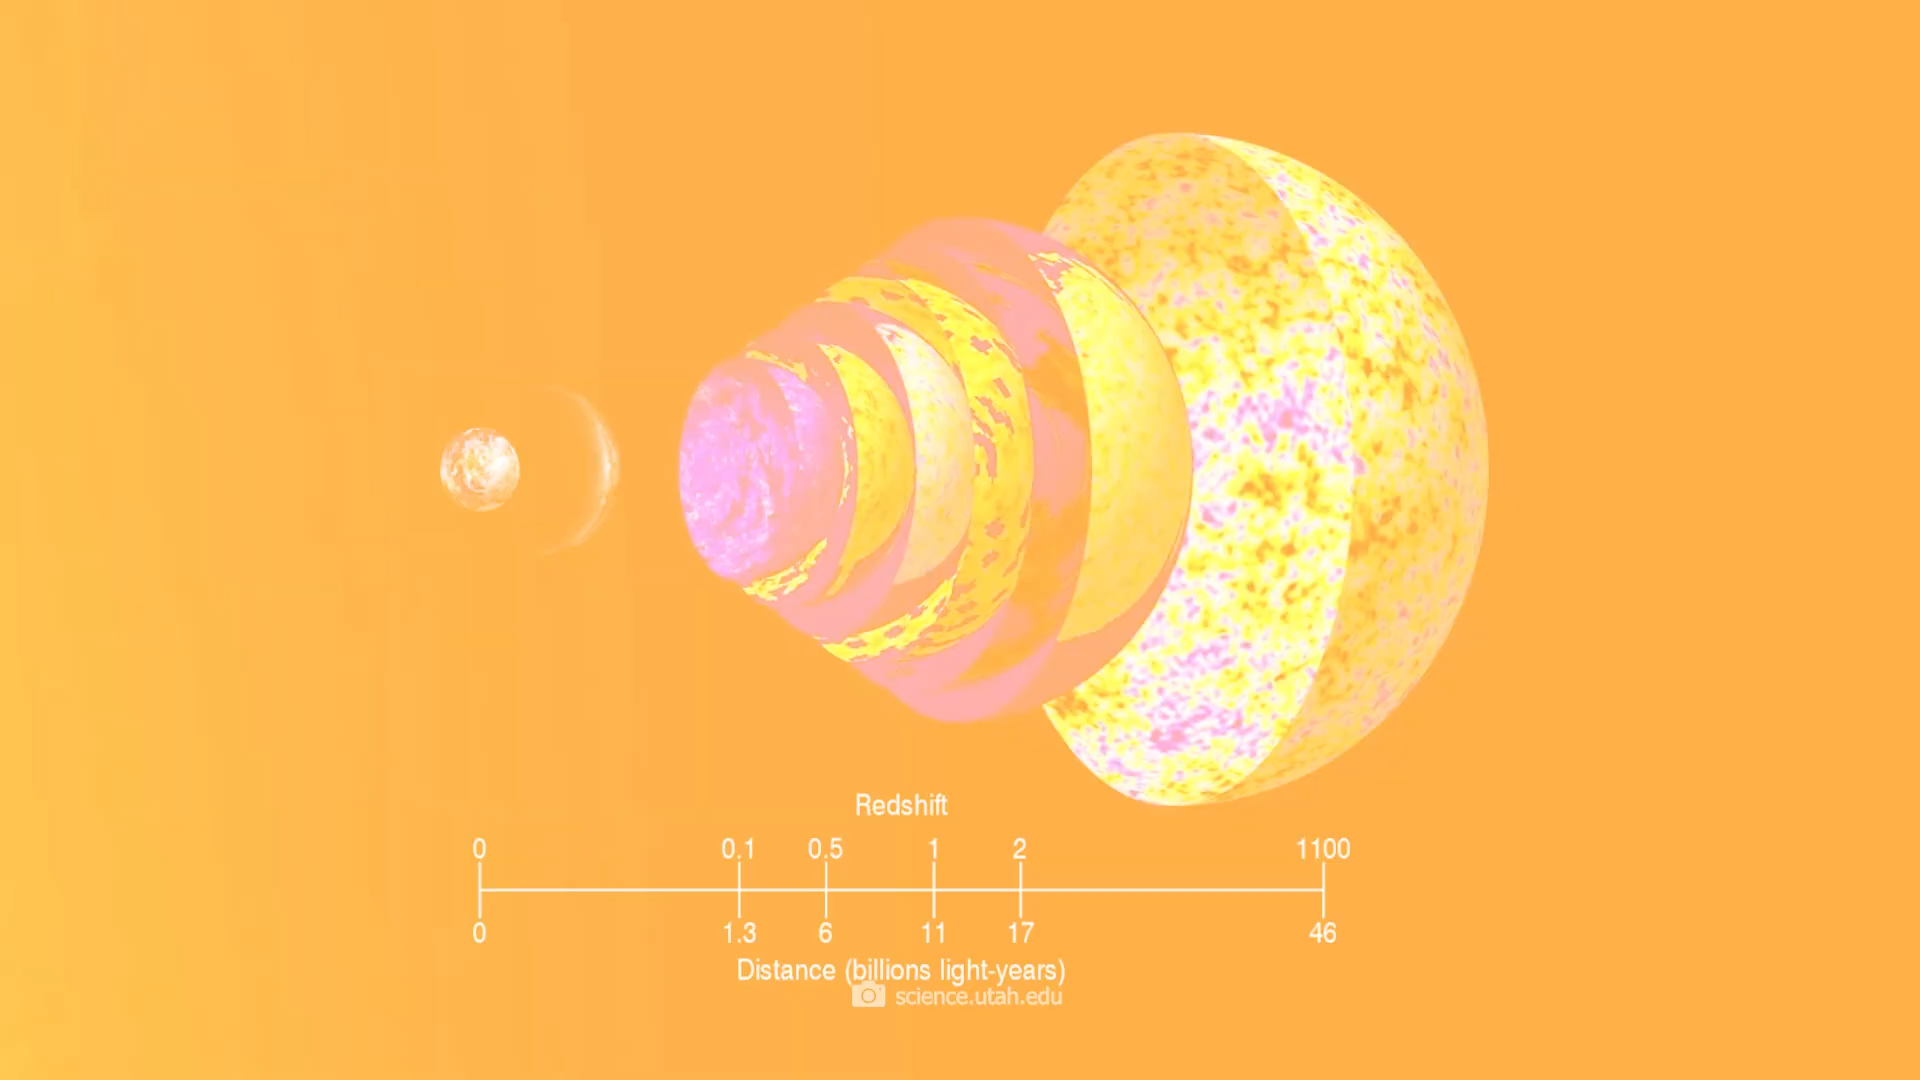 Redshift
0 0.1 0.5 1 2 1100
0 1.3 6 11 17 46
Distance (billions light-years)
science.utah.edu